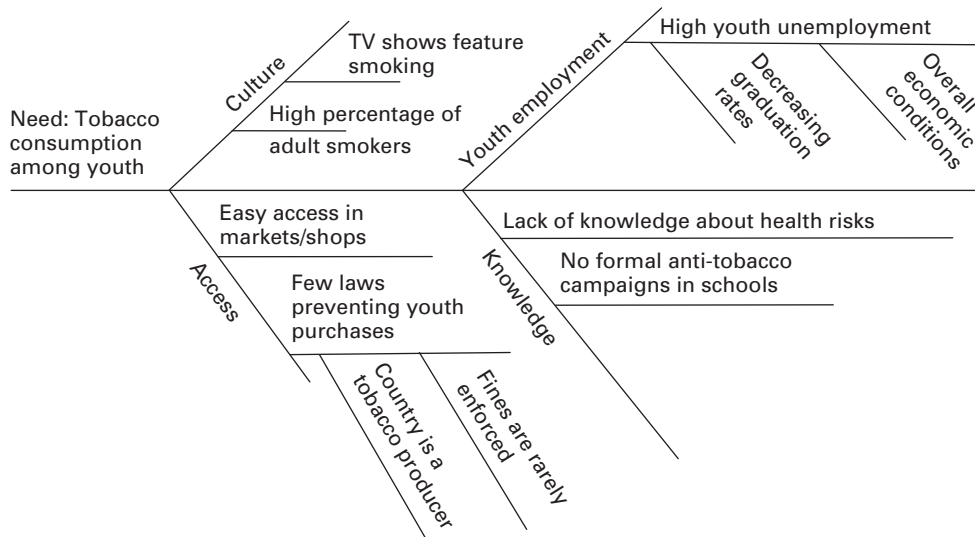 Need: Tobacco
consumption
among youth
Culture
TV shows feature
smoking
High percentage of
adult smokers
Youth employment
High youth unemployment
Decreasing
graduation
rates
Overall
economic
conditions
Access
Easy access in
markets/shops
Few laws
preventing youth
purchases
Country is a
tobacco producer
Fines are rarely
enforced
Knowledge
Lack of knowledge about health risks
No formal anti-tobacco
campaigns in schools